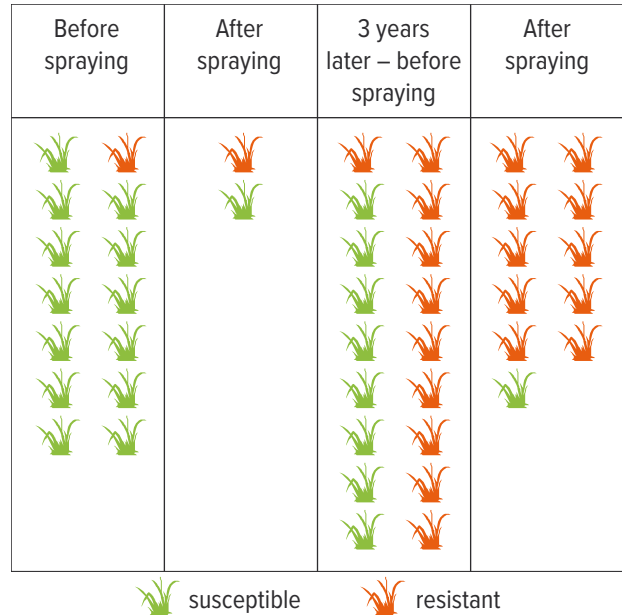 Before
spraying
After
spraying
3 years
later – before
spraying
After
spraying
susceptible
resistant